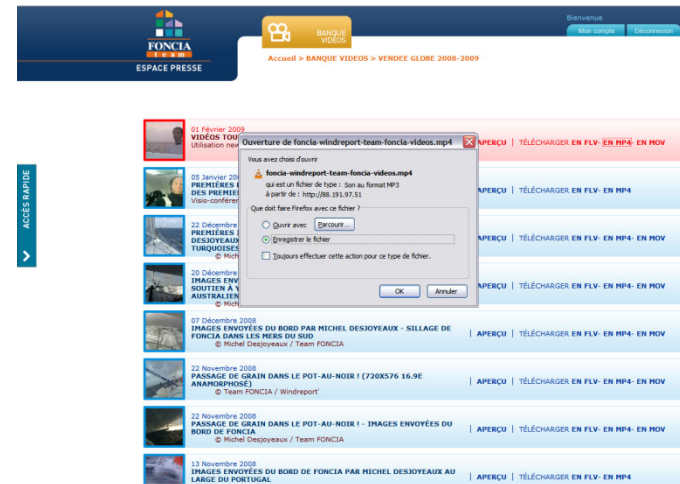 FONCIA
team
ESPACE PRESSE
BANQUE
VIDÉOS
Bienvenue
Mon compte
Déconnexion
Accueil > BANQUE VIDEOS > VENDEE GLOBE 2008-2009
ACCÈS RAPIDE
01 Février 2009
VIDÉOS TOU
Utilisation new
APERÇU | TÉLÉCHARGER EN FLV- EN MP4- EN MOV
Ouverture de foncia-windreport-team-foncia-videos.mp4
Vous avez choisi d'ouvrir
foncia-windreport-team-foncia-videos.mp4
qui est un fichier de type : Son au format MP3
à partir de : http://88.191.97.51
Que doit faire Firefox avec ce fichier ?
Ouvrir avec
Parcourir...
Enregistrer le fichier
Toujours effectuer cette action pour ce type de fichier.
OK
Annuler
05 Janvier 20
PREMIÈRES I
DES PREMIE
Visio-conférer
| APERÇU | TÉLÉCHARGER EN FLV- EN MP4
22 Décembre
PREMIÈRES I
DESJOYEAUX
TURQUOISES
© Mich
| APERÇU | TÉLÉCHARGER EN FLV- EN MP4- EN MOV
20 Décembre
IMAGES ENV
SOUTIEN À Y
AUSTRALIEN
© Mich
| APERÇU | TÉLÉCHARGER EN FLV- EN MP4- EN MOV
07 Décembre 2008
IMAGES ENVOYÉES DU BORD PAR MICHEL DESJOYEAUX - SILLAGE DE
FONCIA DANS LES MERS DU SUD
© Michel Desjoyeaux / Team FONCIA
| APERÇU | TÉLÉCHARGER EN FLV- EN MP4- EN MOV
22 Novembre 2008
PASSAGE DE GRAIN DANS LE POT-AU-NOIR ! (720X576 16.9E
ANAMORPHOSÉ)
© Team FONCIA / Windreport'
| APERÇU | TÉLÉCHARGER EN FLV- EN MP4- EN MOV
22 Novembre 2008
PASSAGE DE GRAIN DANS LE POT-AU-NOIR ! - IMAGES ENVOYÉES DU
BORD DE FONCIA
© Michel Desjoyeaux / Team FONCIA
| APERÇU | TÉLÉCHARGER EN FLV- EN MP4- EN MOV
13 Novembre 2008
IMAGES ENVOYÉES DU BORD DE FONCIA PAR MICHEL DESJOYEAUX AU
LARGE DU PORTUGAL
| APERÇU | TÉLÉCHARGER EN FLV- EN MP4